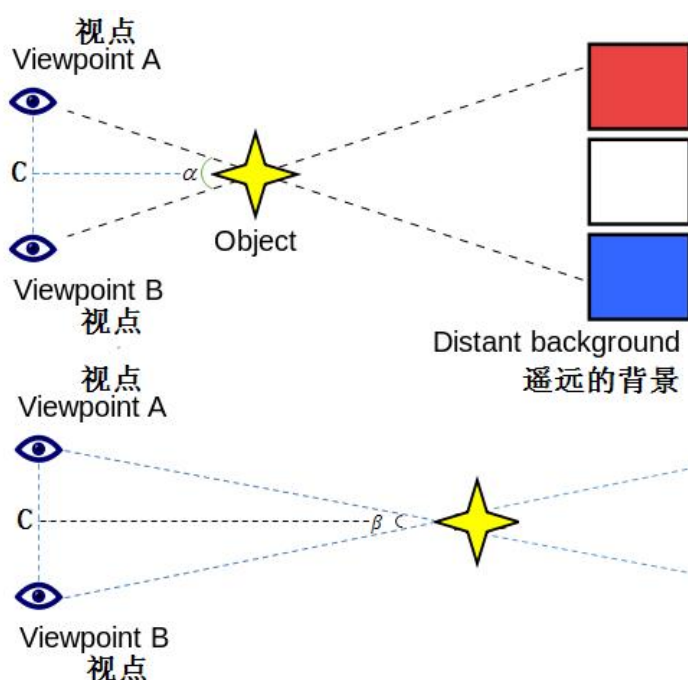 视点
Viewpoint A
C
α
Object
Viewpoint B
视点
Distant background
遥远的背景
视点
Viewpoint A
C
β
Viewpoint B
视点